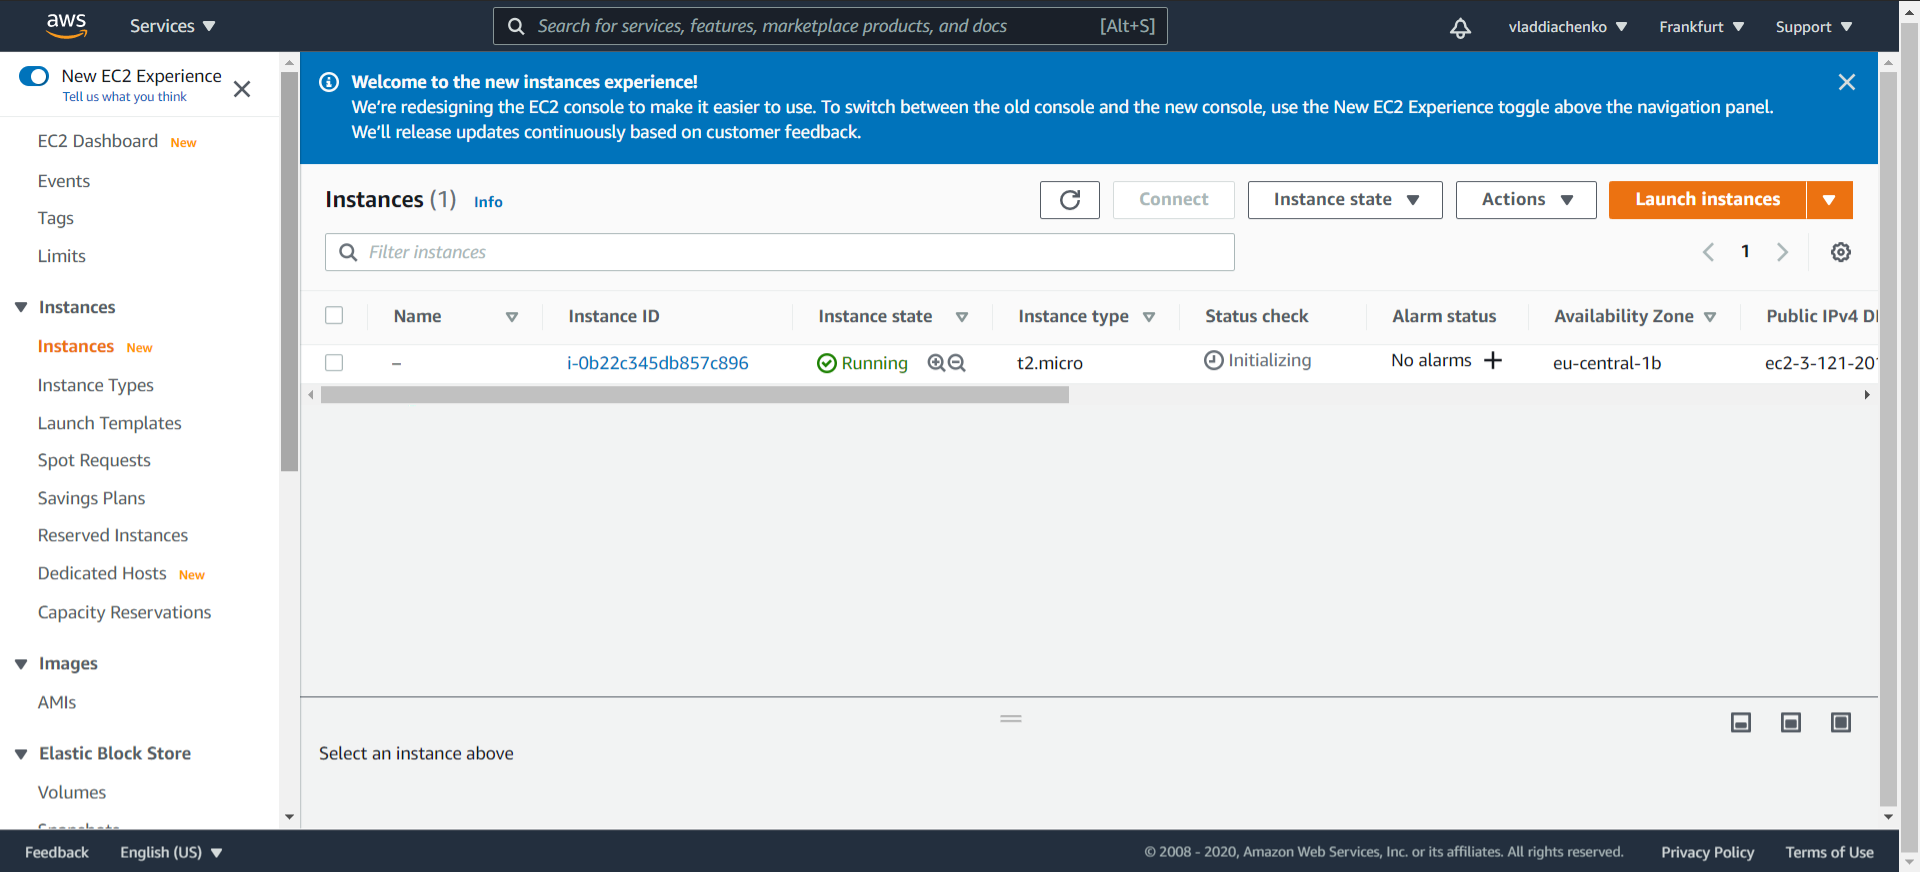 aws
Services
Search for services, features, marketplace products, and docs [Alt+S]
vladdiachenko
Frankfurt
Support
New EC2 Experience
Tell us what you think
EC2 Dashboard New
Events
Tags
Limits
Instances
Instances New
Instance Types
Launch Templates
Spot Requests
Savings Plans
Reserved Instances
Dedicated Hosts New
Capacity Reservations
Images
AMIs
Elastic Block Store
Volumes
Welcome to the new instances experience!
We're redesigning the EC2 console to make it easier to use. To switch between the old console and the new console, use the New EC2 Experience toggle above the navigation panel.
We'll release updates continuously based on customer feedback.
Instances (1) Info
Connect
Instance state
Actions
Launch instances
Filter instances
1
Name Instance ID Instance state Instance type Status check Alarm status Availability Zone Public IPv4 D
– i-0b22c345db857c896 Running t2.micro Initializing No alarms + eu-central-1b ec2-3-121-20
Select an instance above
Feedback English (US) © 2008 - 2020, Amazon Web Services, Inc. or its affiliates. All rights reserved. Privacy Policy Terms of Use